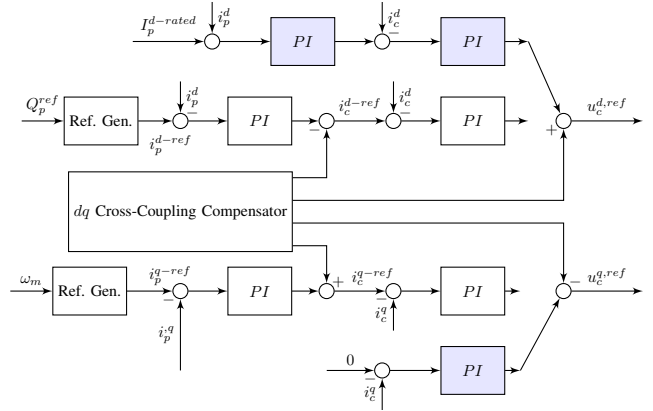 I_p^{d-rated} i_p^d i_c^d
PI − PI
Q_p^{ref} i_p^d i_c^{d-ref} i_c^d u_c^{d,ref}
Ref. Gen. − PI − − PI +
i_p^{d-ref}
dq Cross-Coupling Compensator
ω_m i_p^{q-ref} + i_c^{q-ref} − u_c^{q,ref}
Ref. Gen. − PI − PI
i_p^{,q} i_c^q
0 − PI
i_c^q